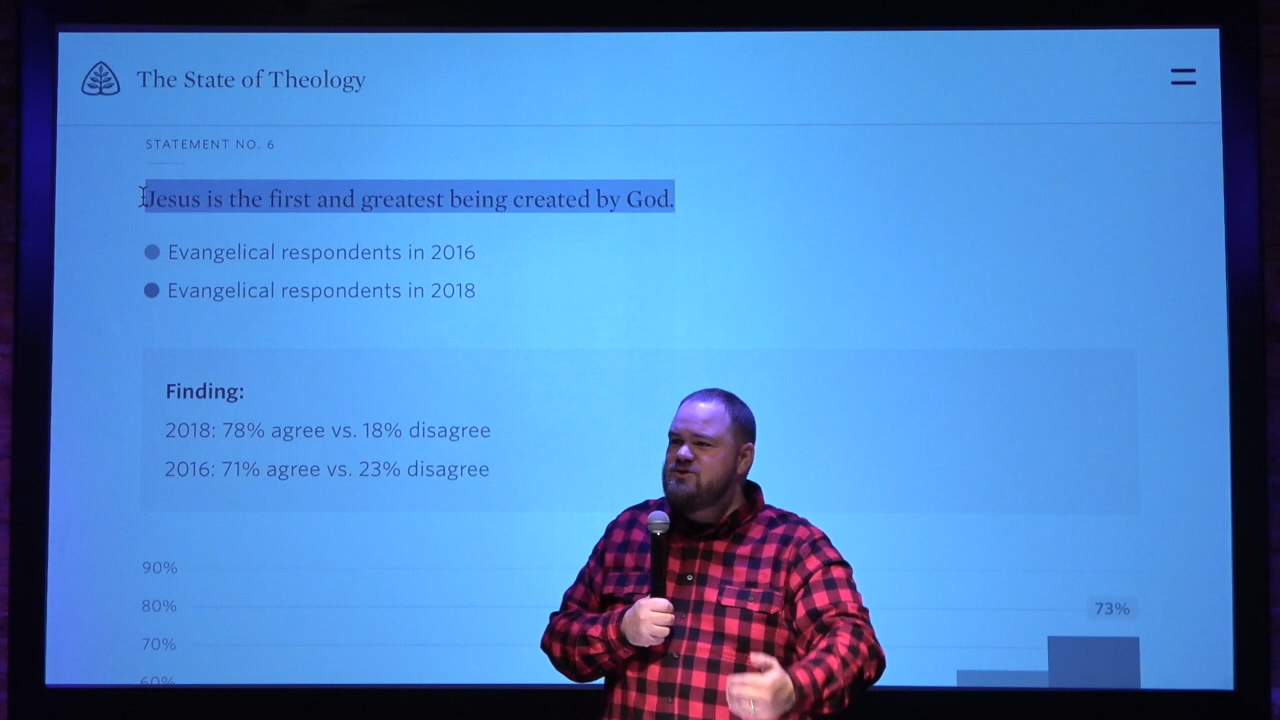 The State of Theology
STATEMENT NO. 6
Jesus is the first and greatest being created by God.
Evangelical respondents in 2016
Evangelical respondents in 2018
Finding:
2018: 78% agree vs. 18% disagree
2016: 71% agree vs. 23% disagree
90%
80%
73%
70%
60%